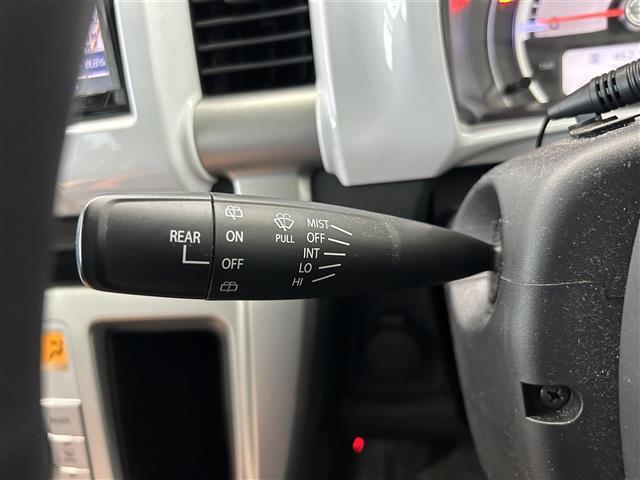 REAR
ON
OFF
PULL
MIST
OFF
INT
LO
HI